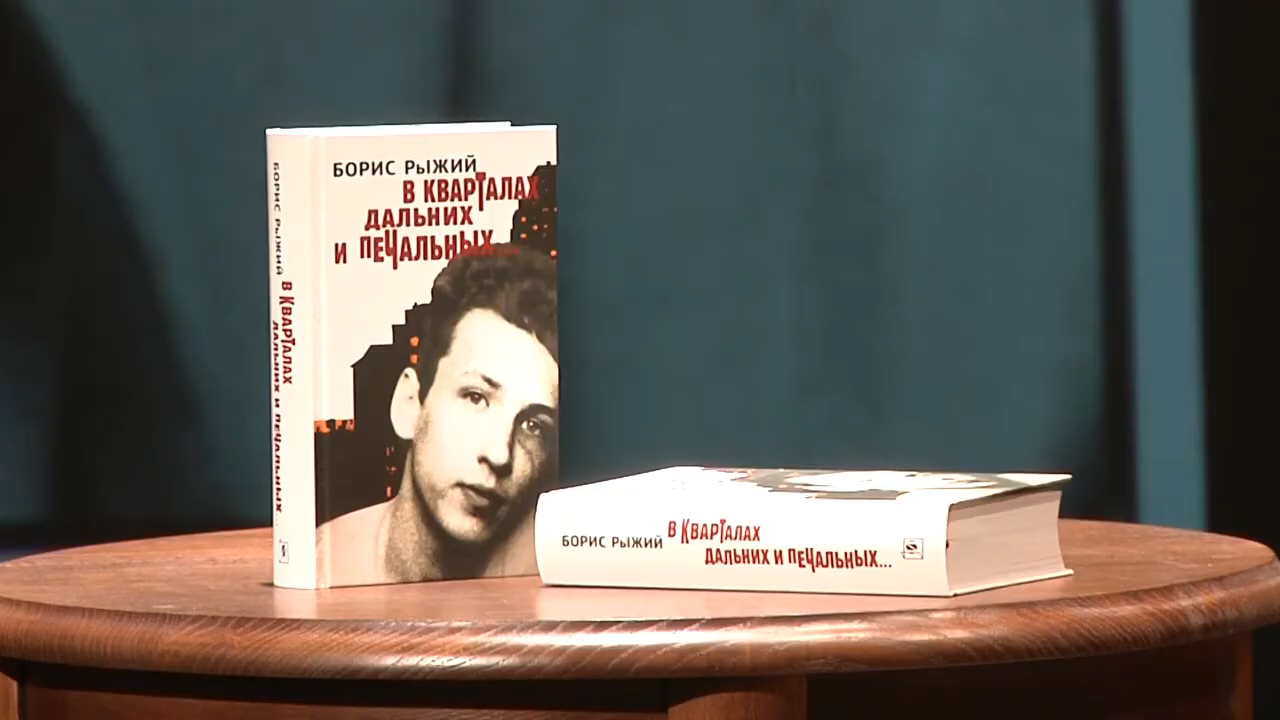 БОРИС РЫЖИЙ
В КВАРТАЛАХ
ДАЛЬНИХ
И ПЕЧАЛЬНЫХ...
БОРИС РЫЖИЙ
В КВАРТАЛАХ
ДАЛЬНИХ И ПЕЧАЛЬНЫХ...
БОРИС РЫЖИЙ
В КВАРТАЛАХ
ДАЛЬНИХ И ПЕЧАЛЬНЫХ...